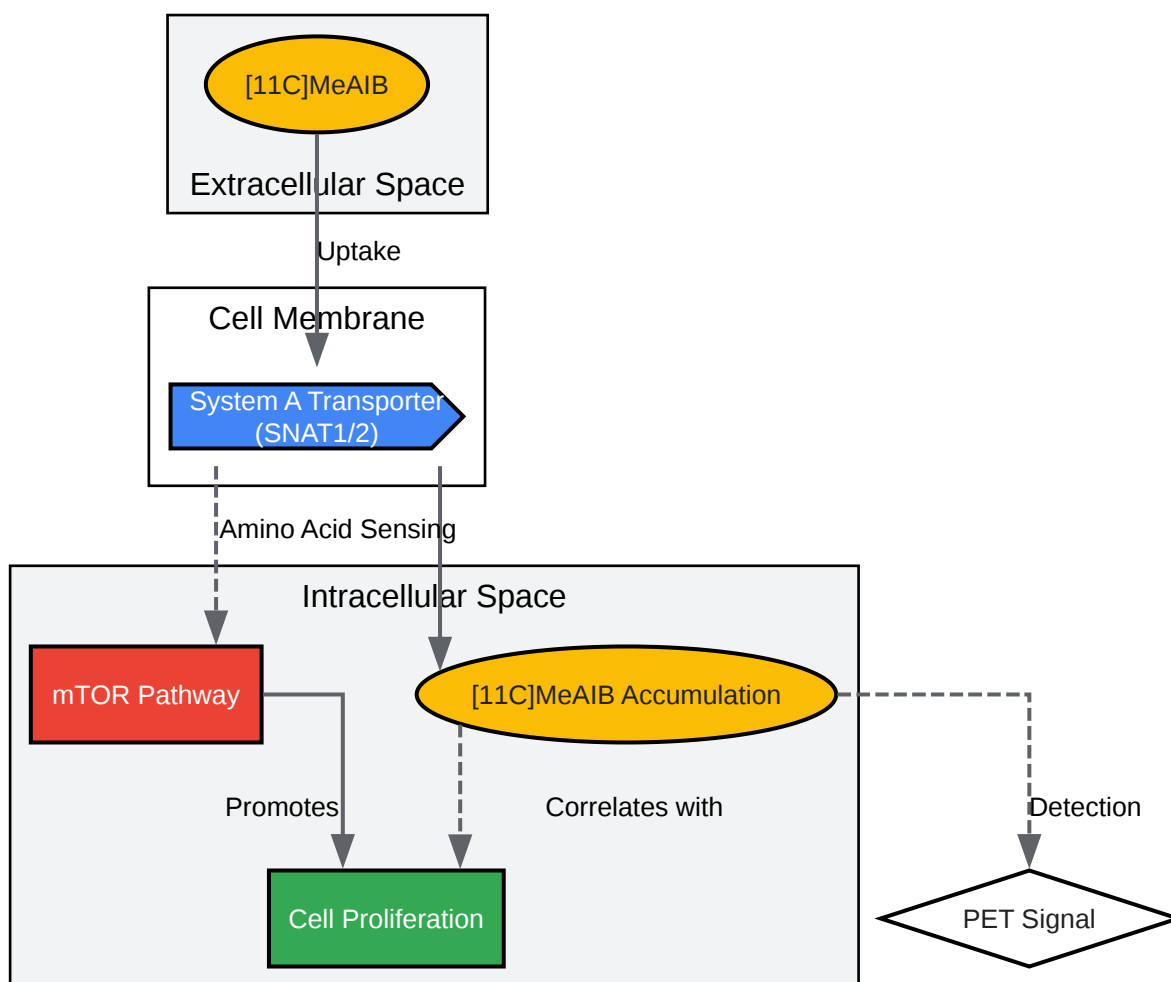 [11C]MeAIB
Extracellular Space
Uptake
Cell Membrane
System A Transporter
(SNAT1/2)
Amino Acid Sensing
Intracellular Space
mTOR Pathway
[11C]MeAIB Accumulation
Promotes
Correlates with
Detection
Cell Proliferation
PET Signal